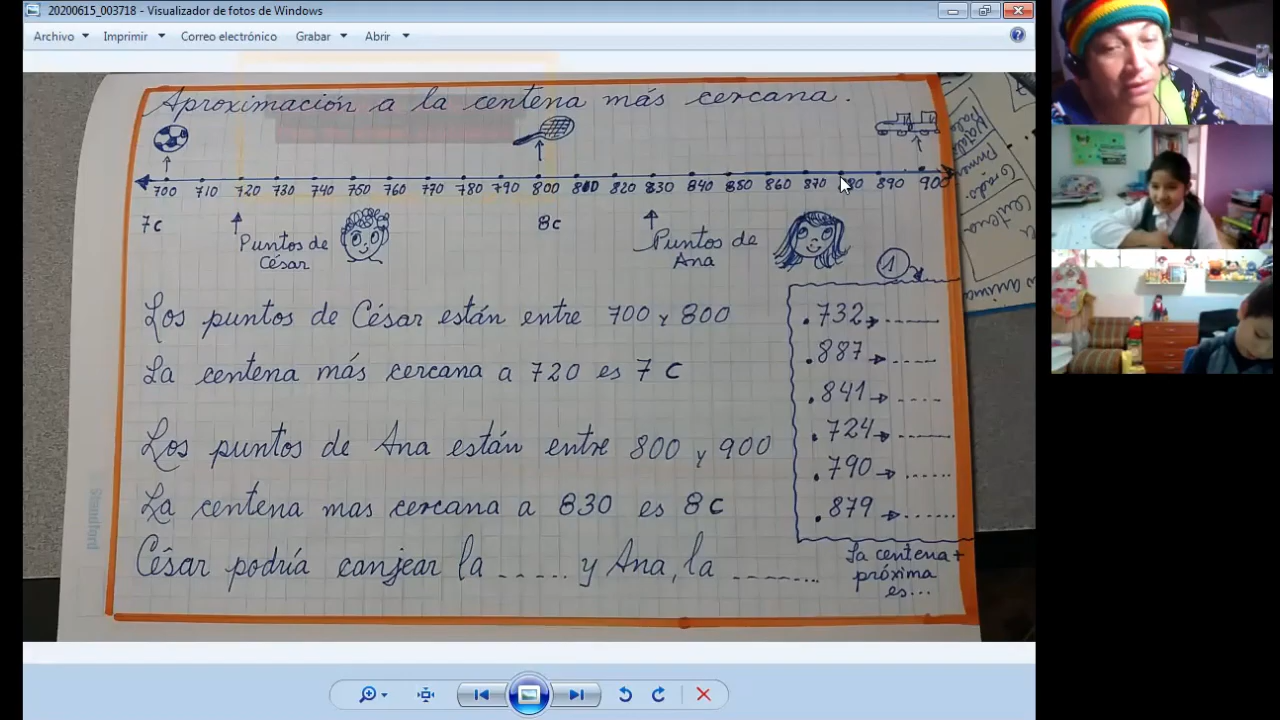 20200615_003718 - Visualizador de fotos de Windows
Archivo Imprimir Correo electrónico Grabar Abrir
Aproximación a la centena más cercana.
700 710 720 730 740 750 760 770 780 790 800 810 820 830 840 850 860 870 880 890 900
7c 8c
Puntos de César
Puntos de Ana
1
Los puntos de César están entre 700 y 800
La centena más cercana a 720 es 7 C
Los puntos de Ana están entre 800 y 900
La centena mas cercana a 830 es 8 C
César podría canjear la ..... y Ana, la .......
.732→ ......
.887→ .....
.841→ ....
.724→ ......
.790→ ......
.879→ ......
La centena +
próxima
es...
Standford